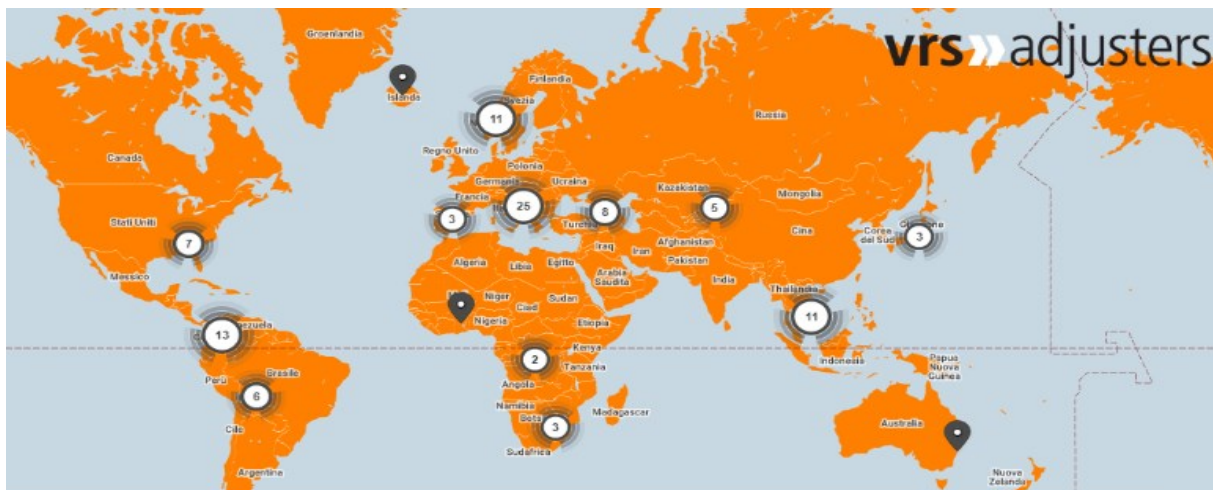 vrs adjusters
Groenlandia
Islanda
Finlandia
Svezia
11
Russia
Regno Unito
Canada
Polonia
Germania
Ucraina
Kazakistan
Mongolia
Francia
25
8
5
3
Stati Uniti
Turchia
Cina
Corea
del Sud
Giappone
3
7
Iraq
Iran
Afghanistan
Pakistan
Algeria
Libia
Egitto
Arabia
Saudita
India
Messico
Thailandia
Niger
Ciad
Sudan
11
Nigeria
Etiopia
13
Venezuela
2
Kenya
Tanzania
Indonesia
Papua
Nuova
Guinea
Perù
Brasile
6
Angola
Namibia
Bots
3
Madagascar
Australia
Cile
Sudafrica
Argentina
Nuova
Zelanda